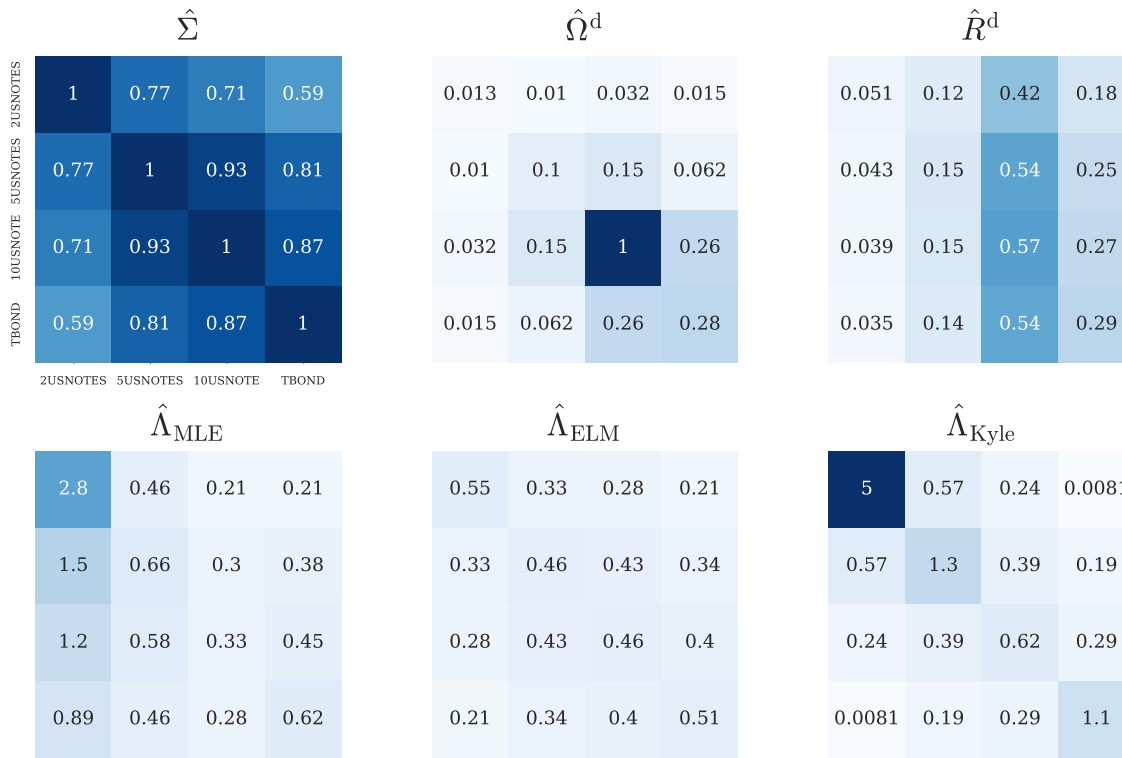 Σ̂ Ω̂ᵈ R̂ᵈ
2USNOTES 1 0.77 0.71 0.59 0.013 0.01 0.032 0.015 0.051 0.12 0.42 0.18
5USNOTES 0.77 1 0.93 0.81 0.01 0.1 0.15 0.062 0.043 0.15 0.54 0.25
10USNOTE 0.71 0.93 1 0.87 0.032 0.15 1 0.26 0.039 0.15 0.57 0.27
TBOND 0.59 0.81 0.87 1 0.015 0.062 0.26 0.28 0.035 0.14 0.54 0.29
2USNOTES 5USNOTES 10USNOTE TBOND
Λ̂MLE Λ̂ELM Λ̂Kyle
2.8 0.46 0.21 0.21 0.55 0.33 0.28 0.21 5 0.57 0.24 0.0081
1.5 0.66 0.3 0.38 0.33 0.46 0.43 0.34 0.57 1.3 0.39 0.19
1.2 0.58 0.33 0.45 0.28 0.43 0.46 0.4 0.24 0.39 0.62 0.29
0.89 0.46 0.28 0.62 0.21 0.34 0.4 0.51 0.0081 0.19 0.29 1.1